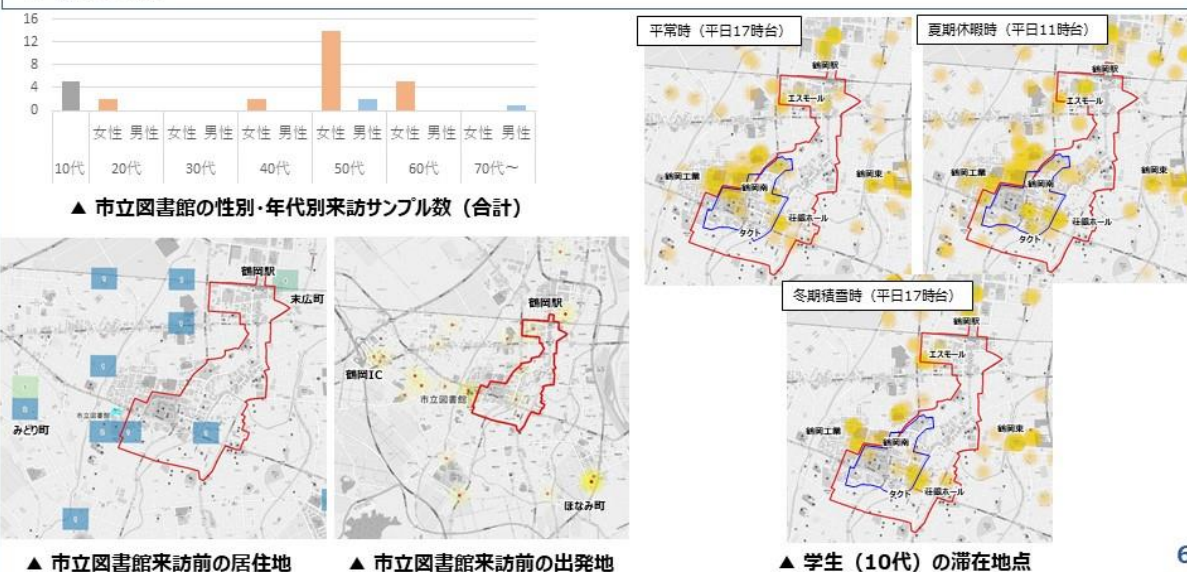 16
12
8
4
0
女性 男性 女性 男性 女性 男性 女性 男性 女性 男性 女性 男性
10代 20代 30代 40代 50代 60代 70代～
▲ 市立図書館の性別・年代別来訪サンプル数（合計）
鶴岡駅
末広町
市立図書館
みどり町
▲ 市立図書館来訪前の居住地
鶴岡駅
鶴岡IC
市立図書館
ほなみ町
▲ 市立図書館来訪前の出発地
平常時（平日17時台）
鶴岡駅
エスモール
鶴岡工業
鶴岡南
鶴岡東
荘銀ホール
タクト
夏期休暇時（平日11時台）
鶴岡駅
エスモール
鶴岡工業
鶴岡南
鶴岡東
荘銀ホール
タクト
冬期積雪時（平日17時台）
鶴岡駅
エスモール
鶴岡工業
鶴岡南
鶴岡東
荘銀ホール
タクト
▲ 学生（10代）の滞在地点
6